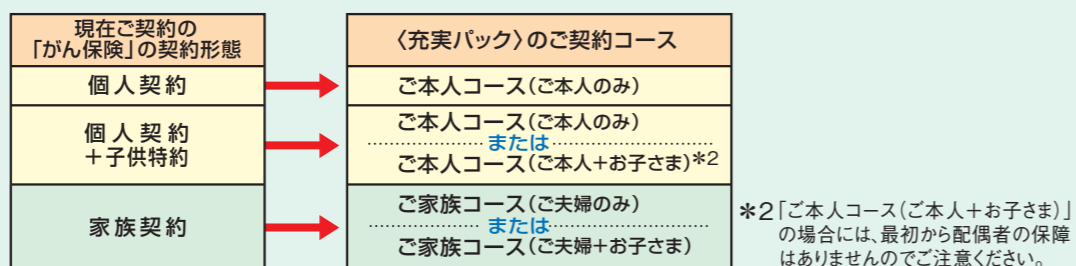 現在ご契約の
「がん保険」の契約形態
〈充実パック〉のご契約コース
個人契約
ご本人コース(ご本人のみ)
個人契約
+子供特約
ご本人コース(ご本人のみ)
または
ご本人コース(ご本人+お子さま)*2
家族契約
ご家族コース(ご夫婦のみ)
または
ご家族コース(ご夫婦+お子さま)
*2「ご本人コース(ご本人+お子さま)」
の場合には、最初から配偶者の保障
はありませんのでご注意ください。